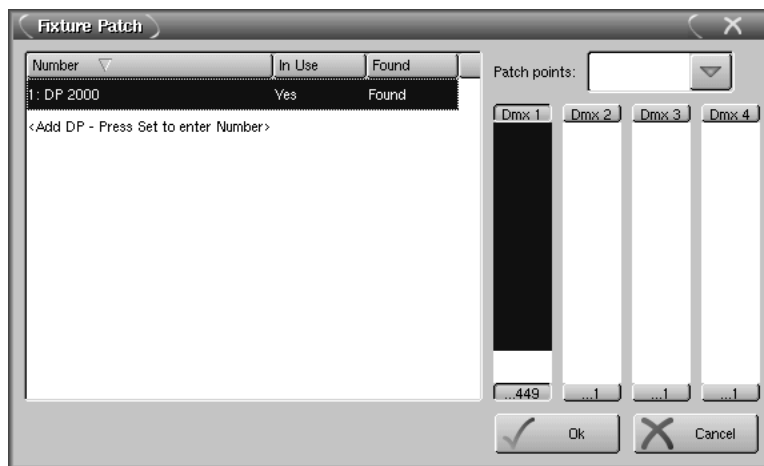 Fixture Patch
Number In Use Found
Patch points:
1: DP 2000 Yes Found
<Add DP - Press Set to enter Number>
Dmx 1 Dmx 2 Dmx 3 Dmx 4
...449 ...1 ...1 ...1
Ok Cancel